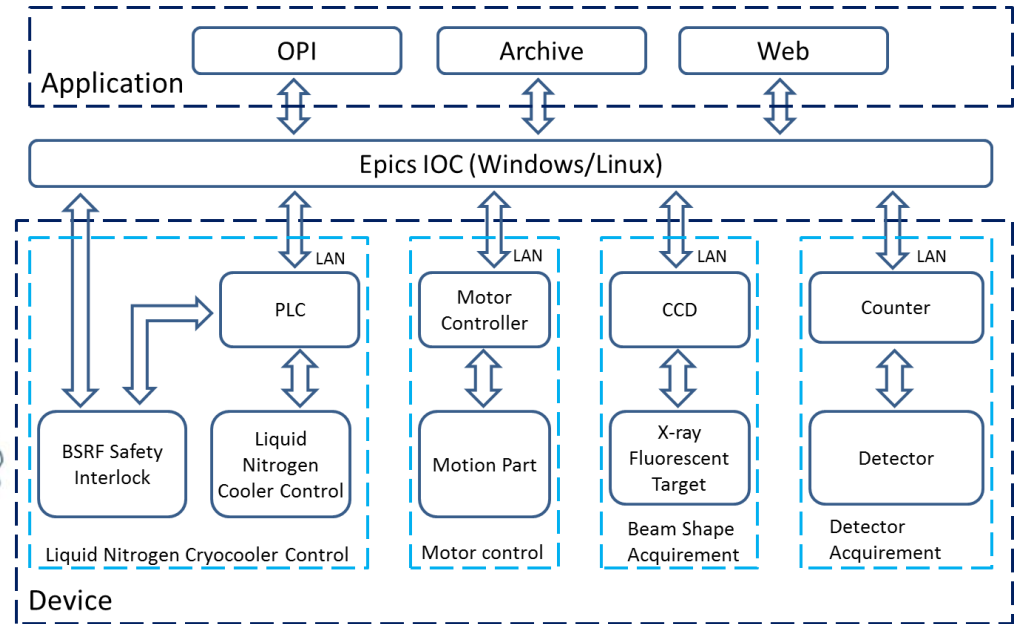 OPI
Archive
Web
Application
Epics IOC (Windows/Linux)
LAN
LAN
LAN
LAN
PLC
Motor
Controller
CCD
Counter
BSRF Safety
Interlock
Liquid
Nitrogen
Cooler Control
Motion Part
X-ray
Fluorescent
Target
Detector
Liquid Nitrogen Cryocooler Control
Motor control
Beam Shape
Acquirement
Detector
Acquirement
Device